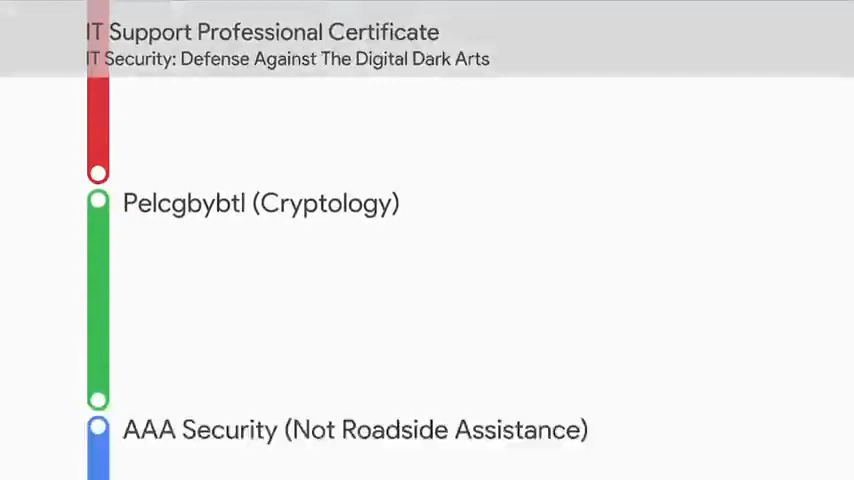 IT Support Professional Certificate
IT Security: Defense Against The Digital Dark Arts
Pelcgbybtl (Cryptology)
AAA Security (Not Roadside Assistance)